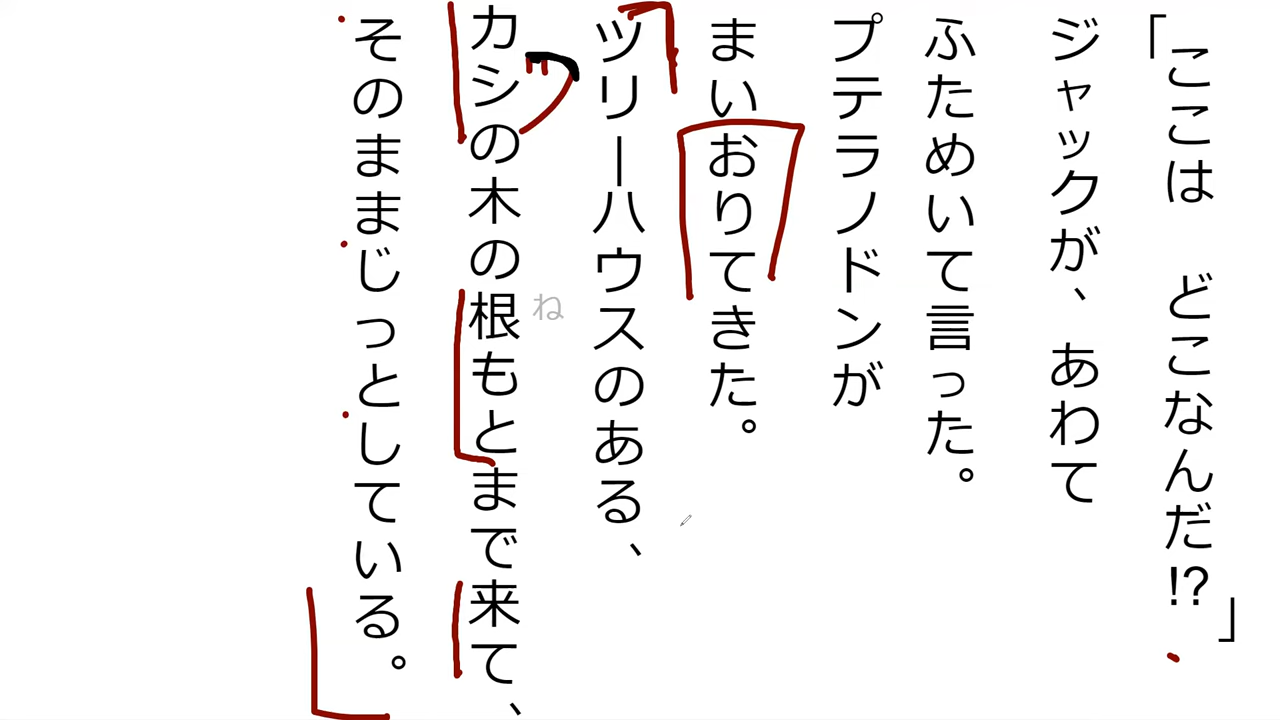 「ここは　どこなんだ!?」
ジャックが、あわて
ふためいて言った。
プテラノドンが
まいおりてきた。
ツリーハウスのある、
カシの木の根もとまで来て、
ね
そのままじっとしている。